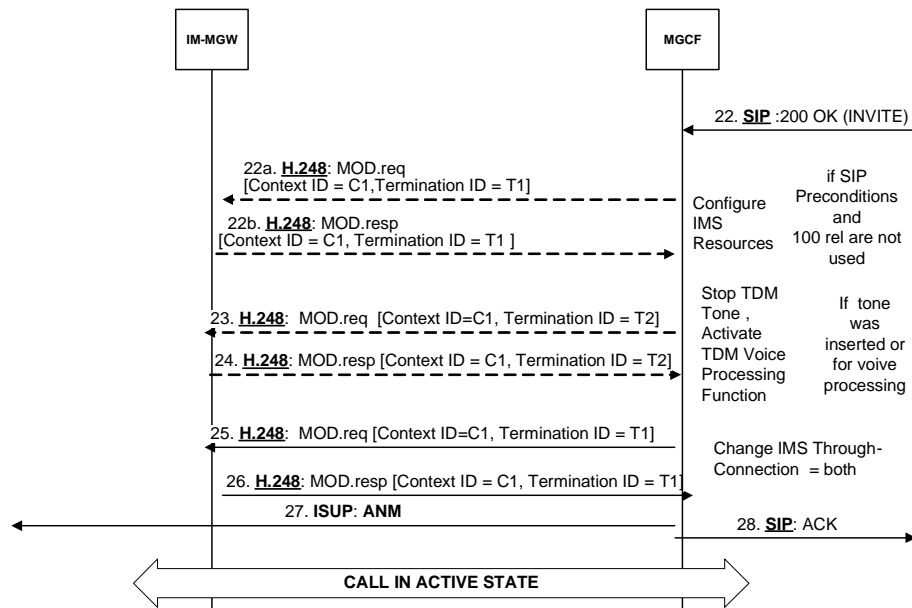 IM-MGW
MGCF
22. SIP :200 OK (INVITE)
22a. H.248: MOD.req
[Context ID = C1,Termination ID = T1]
22b. H.248: MOD.resp
[Context ID = C1, Termination ID = T1 ]
Configure
IMS
Resources
if SIP
Preconditions
and
100 rel are not
used
23. H.248: MOD.req [Context ID=C1, Termination ID = T2]
24. H.248: MOD.resp [Context ID = C1, Termination ID = T2]
Stop TDM
Tone ,
Activate
TDM Voice
Processing
Function
If tone
was
inserted or
for voive
processing
25. H.248: MOD.req [Context ID=C1, Termination ID = T1]
26. H.248: MOD.resp [Context ID = C1, Termination ID = T1]
Change IMS Through-
Connection = both
27. ISUP: ANM
28. SIP: ACK
CALL IN ACTIVE STATE